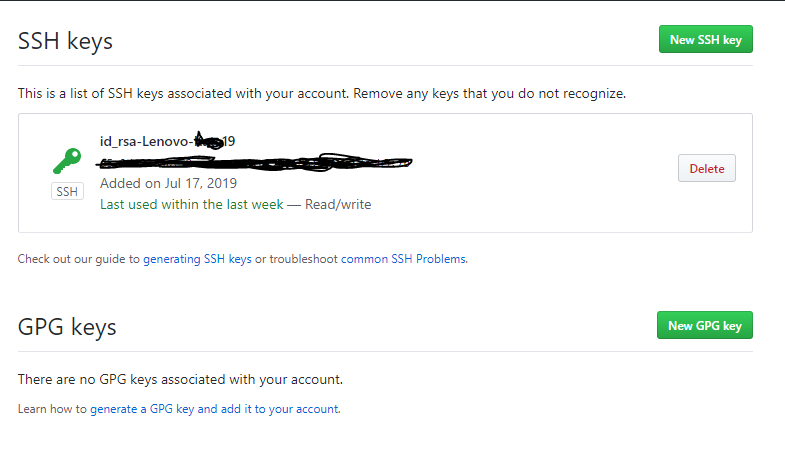 SSH keys
New SSH key
This is a list of SSH keys associated with your account. Remove any keys that you do not recognize.
id_rsa-Lenovo- 19
SSH
Added on Jul 17, 2019
Last used within the last week — Read/write
Delete
Check out our guide to generating SSH keys or troubleshoot common SSH Problems.
GPG keys
New GPG key
There are no GPG keys associated with your account.
Learn how to generate a GPG key and add it to your account.